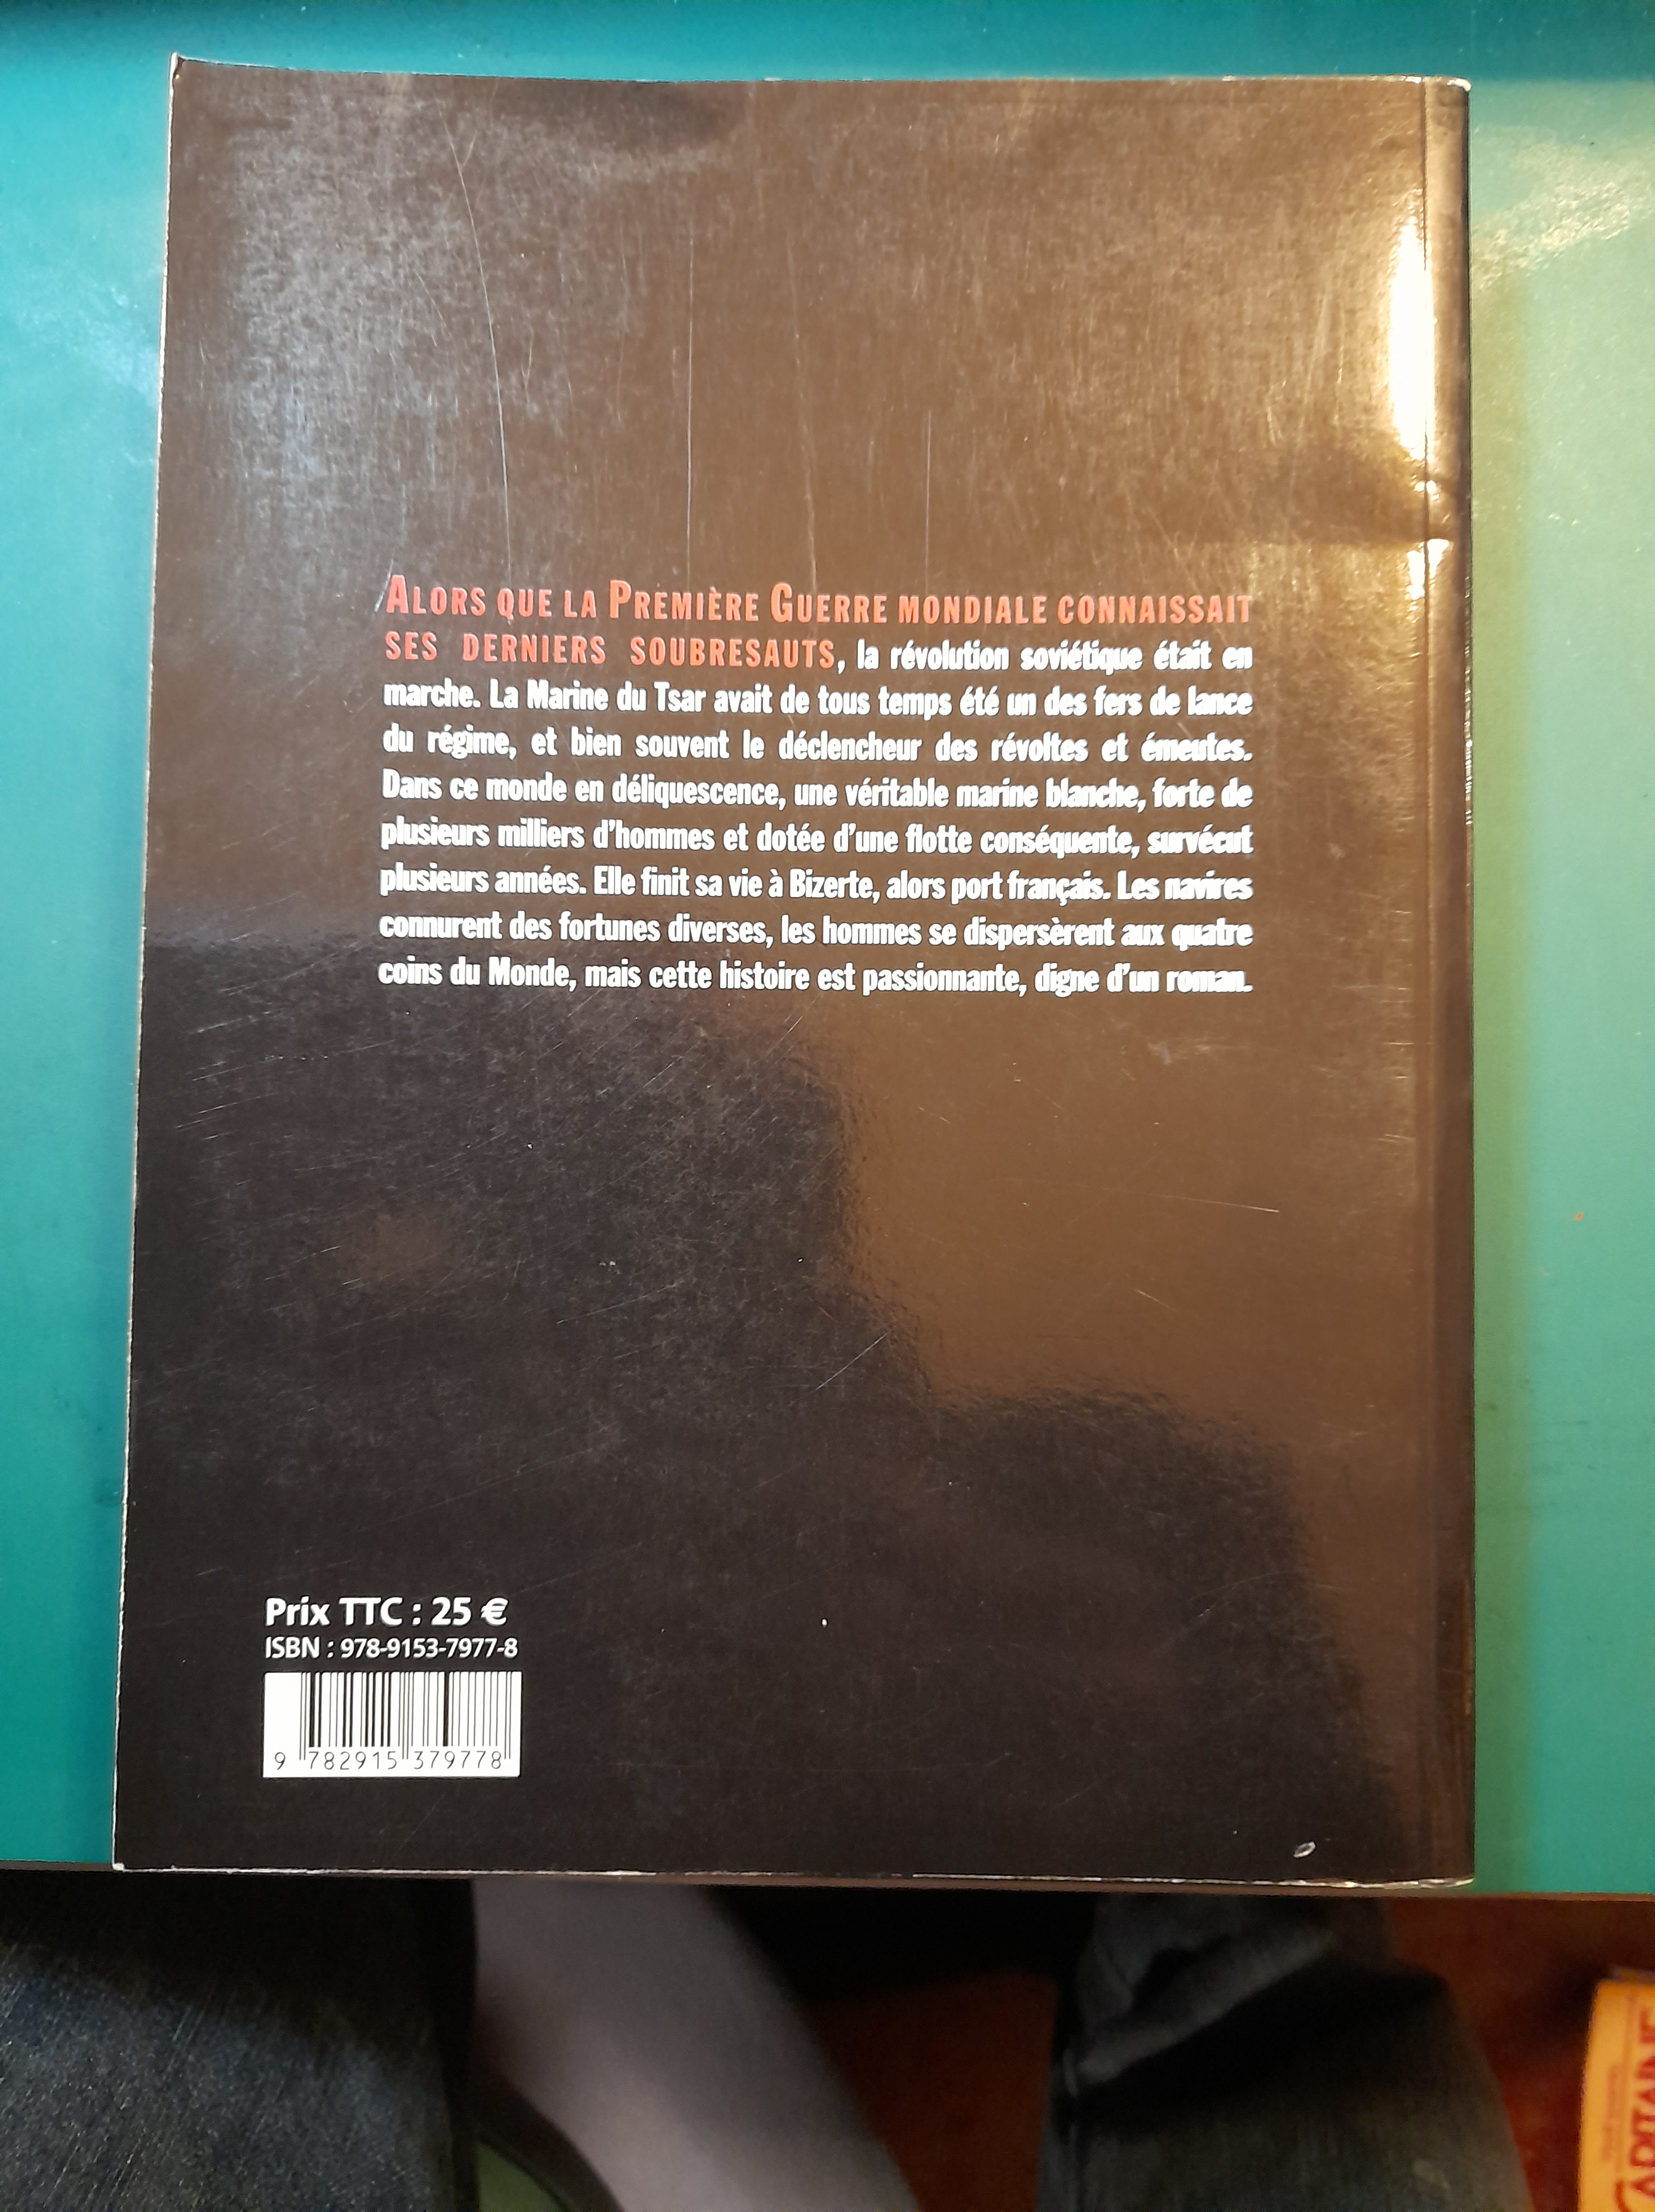 ALORS QUE LA PREMIÈRE GUERRE MONDIALE CONNAISSAIT
SES DERNIERS SOUBRESAUTS, la révolution soviétique était en
marche. La Marine du Tsar avait de tous temps été un des fers de lance
du régime, et bien souvent le déclencheur des révoltes et émeutes.
Dans ce monde en déliquescence, une véritable marine blanche, forte de
plusieurs milliers d'hommes et dotée d'une flotte conséquente, survécut
plusieurs années. Elle finit sa vie à Bizerte, alors port français. Les navires
connurent des fortunes diverses, les hommes se dispersèrent aux quatre
coins du Monde, mais cette histoire est passionnante, digne d'un roman.
Prix TTC : 25 €
ISBN : 978-9153-7977-8
9 782915 379778